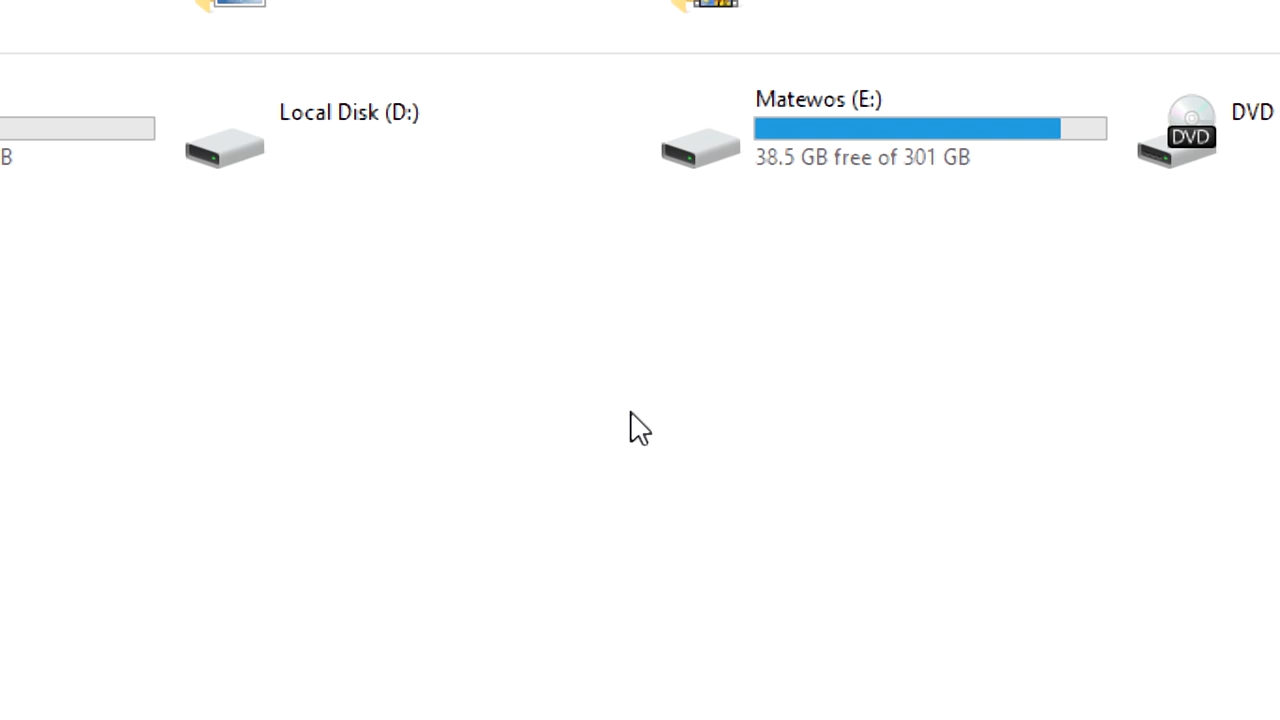 B
Local Disk (D:)
Matewos (E:)
38.5 GB free of 301 GB
DVD
DVD